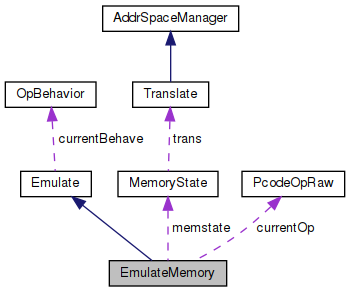 AddrSpaceManager
OpBehavior
Translate
currentBehave
trans
Emulate
MemoryState
PcodeOpRaw
memstate
currentOp
EmulateMemory